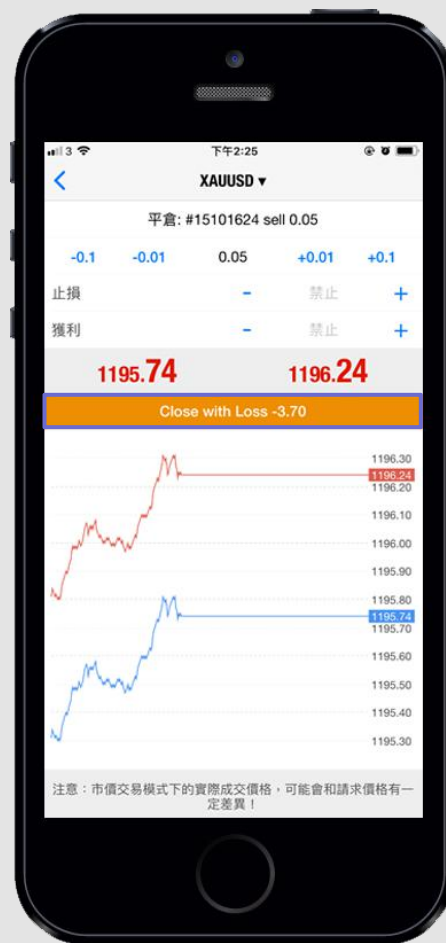 3 下午2:25
XAUUSD ▾
平倉: #15101624 sell 0.05
-0.1 -0.01 0.05 +0.01 +0.1
止損 - 禁止 +
獲利 - 禁止 +
1195.74 1196.24
Close with Loss -3.70
1196.30
1196.24
1196.20
1196.10
1196.00
1195.90
1195.80
1195.74
1195.70
1195.60
1195.50
1195.40
1195.30
注意：市價交易模式下的實際成交價格，可能會和請求價格有一
定差異！